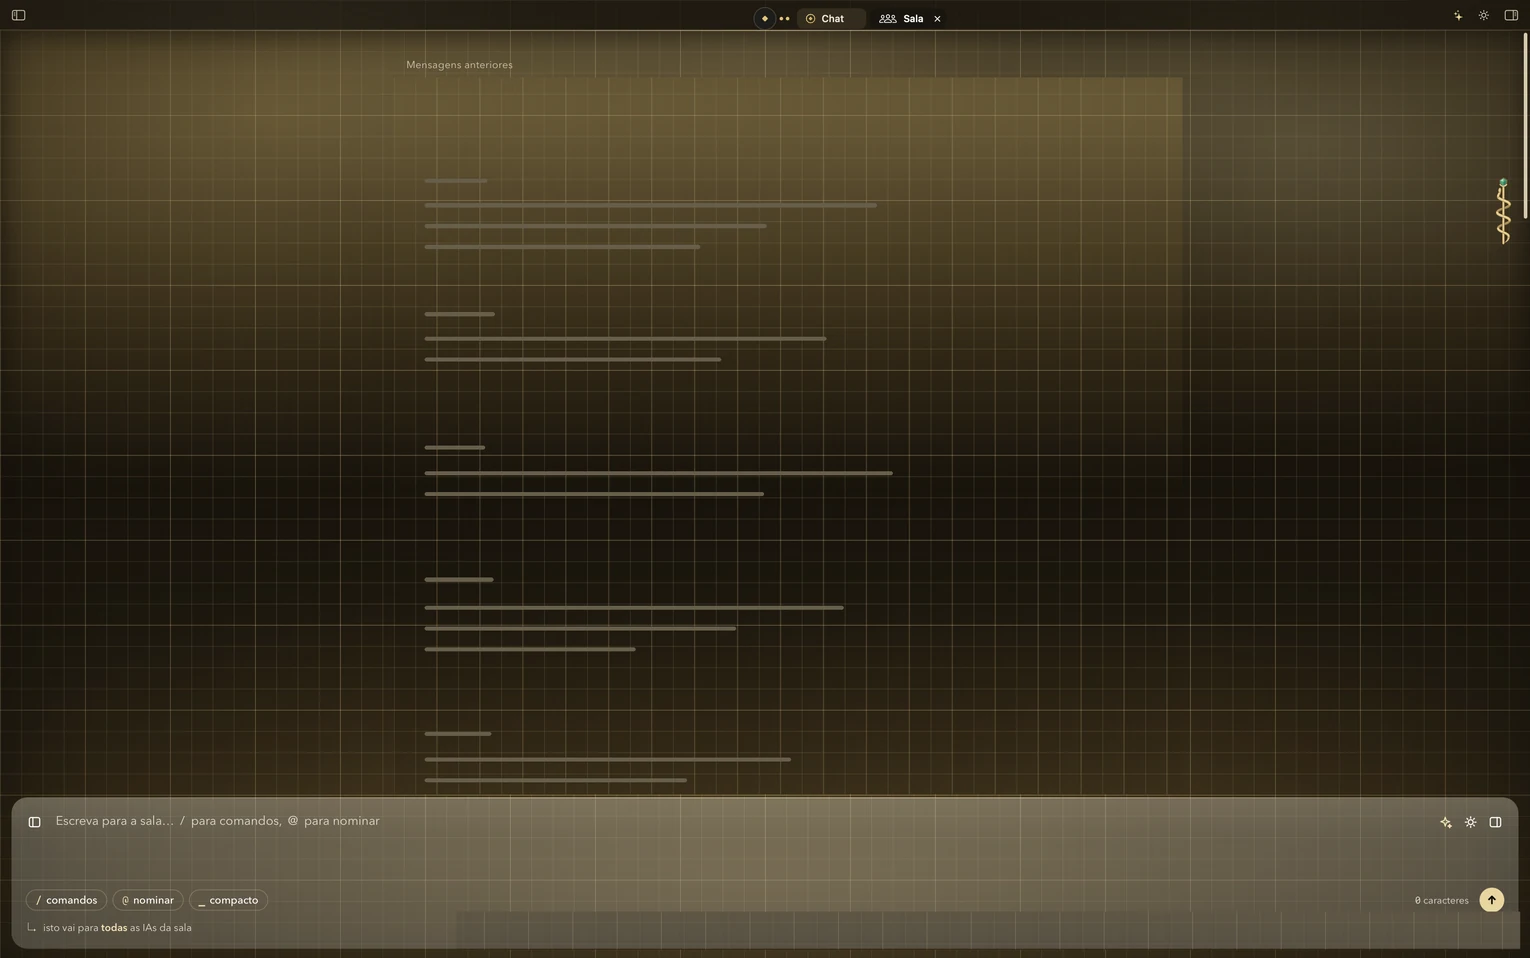 Chat
Sala
Mensagens anteriores
Escreva para a sala... / para comandos, @ para nominar
/ comandos
@ nominar
_ compacto
0 caracteres
isto vai para todas as IAs da sala